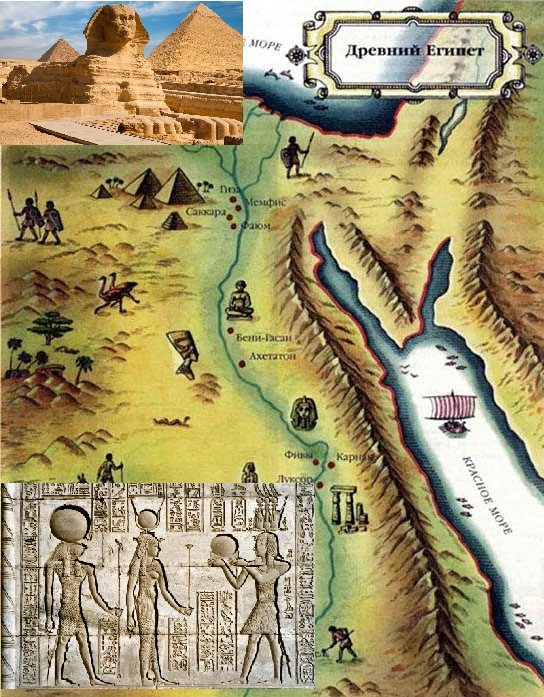 МОРЕ
Древний Египет
Гиза
Мемфис
Саккара
Фаюм
Бени-Гасан
Ахетатон
Фивы
Карнак
Луксор
КРАСНОЕ МОРЕ